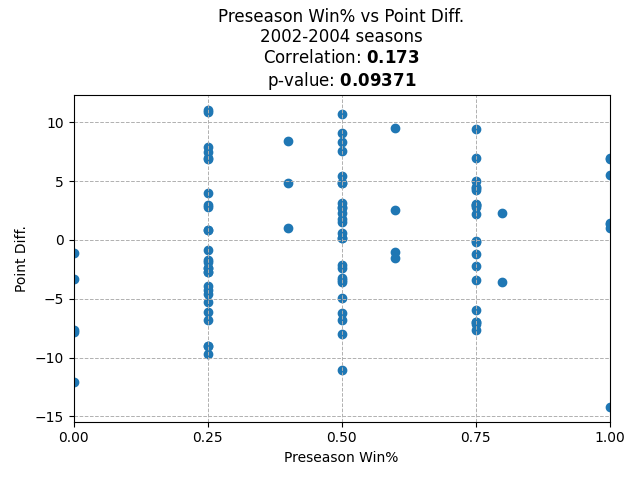 Preseason Win% vs Point Diff.
2002-2004 seasons
Correlation: 0.173
p-value: 0.09371
Point Diff.
10
5
0
−5
−10
−15
0.00 0.25 0.50 0.75 1.00
Preseason Win%